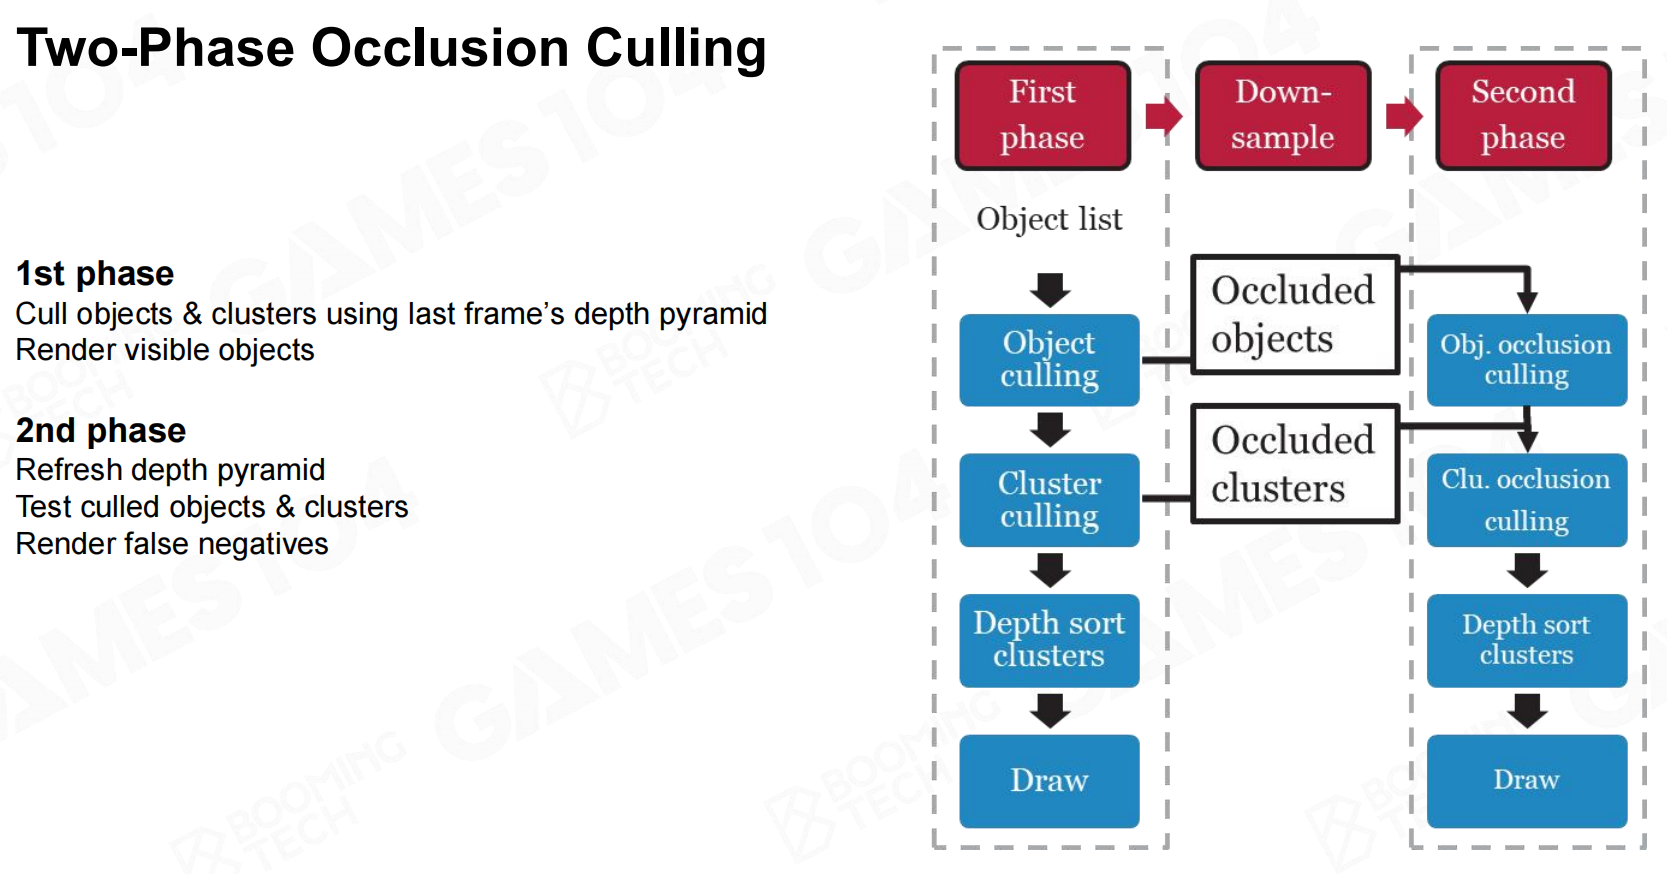 Two-Phase Occlusion Culling
1st phase
Cull objects & clusters using last frame’s depth pyramid
Render visible objects
2nd phase
Refresh depth pyramid
Test culled objects & clusters
Render false negatives
First
phase
Down-
sample
Second
phase
Object list
Object
culling
Occluded
objects
Obj. occlusion
culling
Cluster
culling
Occluded
clusters
Clu. occlusion
culling
Depth sort
clusters
Depth sort
clusters
Draw
Draw
GAMES 104
BOOMING
TECH